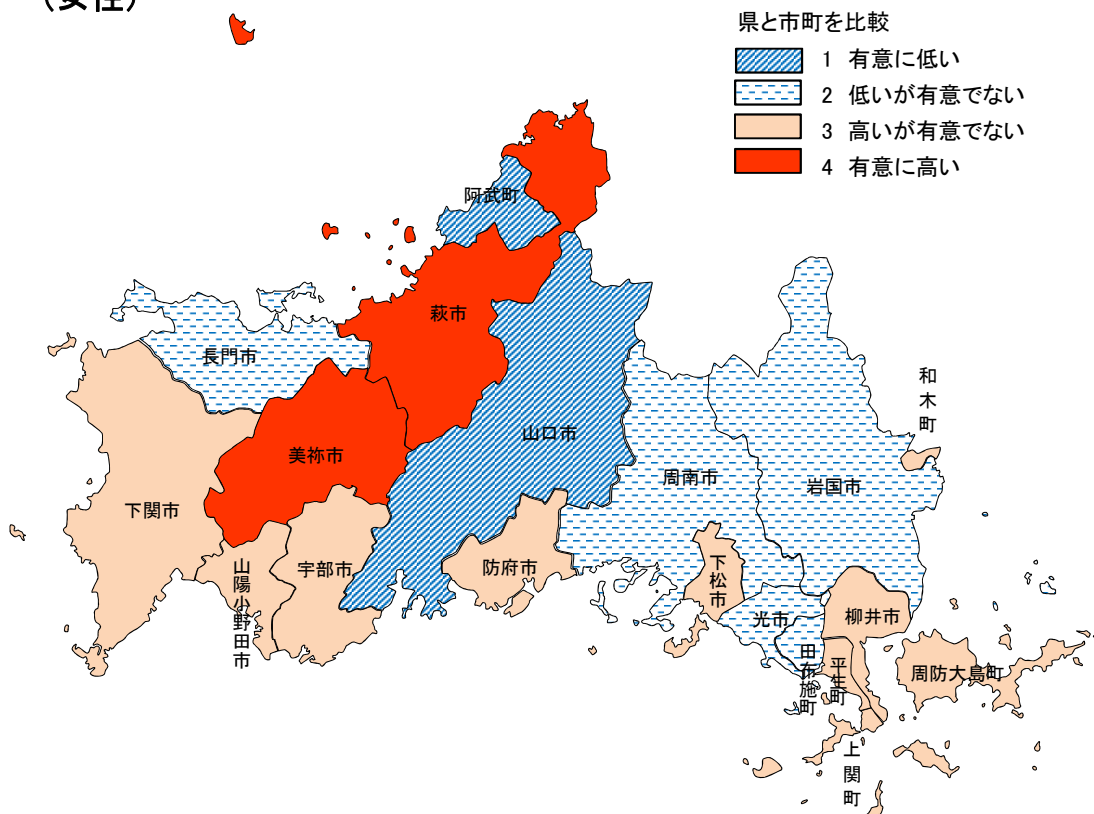 （女性）
県と市町を比較
1 有意に低い
2 低いが有意でない
3 高いが有意でない
4 有意に高い
阿武町
萩市
長門市
和木町
山口市
美祢市
周南市
岩国市
下関市
山陽小野田市
宇部市
防府市
下松市
光市
柳井市
田布施町
平生町
周防大島町
上関町